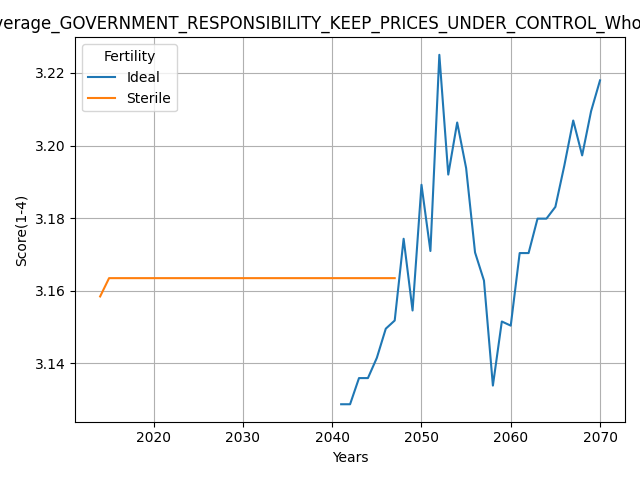 verage_GOVERNMENT_RESPONSIBILITY_KEEP_PRICES_UNDER_CONTROL_Who
Fertility
Ideal
Sterile
3.22
3.20
3.18
3.16
3.14
Score(1-4)
2020 2030 2040 2050 2060 2070
Years